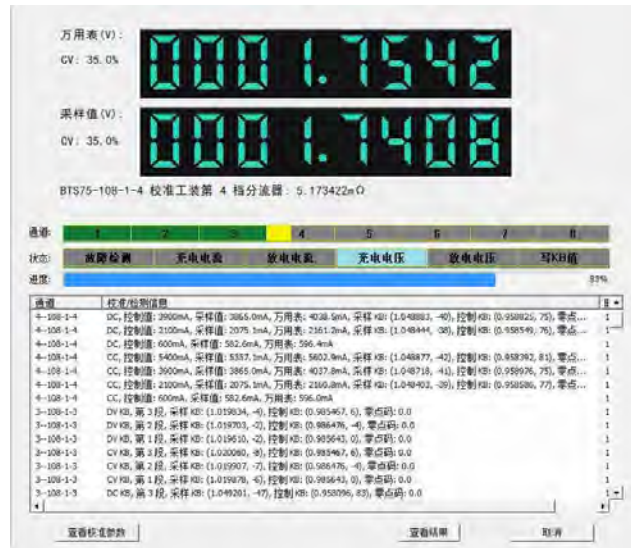 万用表(V):
CV: 35.0%
0001.7542
采样值(V):
CV: 35.0%
0001.7408
BTS75-108-1-4 校准工装第 4 档分流器: 5.173422mΩ
通道: 1 2 3 4 5 6 7 8
状态: 故障检测 充电电流 放电电流 充电电压 放电电压 写KB值
进度: 83%
通道 校准/检测信息
4-108-1-4 DC, 控制值: 3900mA, 采样值: 3866.0mA, 万用表: 4038.5mA, 采样 KB: (1.048883, -40), 控制 KB: (0.958825, 75), 零点... 1
4-108-1-4 DC, 控制值: 2100mA, 采样值: 2075.1mA, 万用表: 2161.2mA, 采样 KB: (1.048444, -38), 控制 KB: (0.958549, 76), 零点... 1
4-108-1-4 DC, 控制值: 600mA, 采样值: 582.6mA, 万用表: 596.4mA 1
4-108-1-4 CC, 控制值: 5400mA, 采样值: 5357.1mA, 万用表: 5602.9mA, 采样 KB: (1.048877, -42), 控制 KB: (0.958392, 81), 零点... 1
4-108-1-4 CC, 控制值: 3900mA, 采样值: 3865.0mA, 万用表: 4037.8mA, 采样 KB: (1.048718, -41), 控制 KB: (0.958976, 75), 零点... 1
4-108-1-4 CC, 控制值: 2100mA, 采样值: 2075.1mA, 万用表: 2160.8mA, 采样 KB: (1.048402, -39), 控制 KB: (0.958586, 77), 零点... 1
4-108-1-4 CC, 控制值: 600mA, 采样值: 582.6mA, 万用表: 596.0mA 1
3-108-1-3 DV KB, 第 3 段, 采样 KB: (1.019834, -4), 控制 KB: (0.985467, 6), 零点码: 0.0 1
3-108-1-3 DV KB, 第 2 段, 采样 KB: (1.019703, -2), 控制 KB: (0.986476, -4), 零点码: 0.0 1
3-108-1-3 DV KB, 第 1 段, 采样 KB: (1.019610, -2), 控制 KB: (0.985643, 0), 零点码: 0.0 1
3-108-1-3 CV KB, 第 3 段, 采样 KB: (1.020080, -8), 控制 KB: (0.985467, 6), 零点码: 0.0 1
3-108-1-3 CV KB, 第 2 段, 采样 KB: (1.019907, -7), 控制 KB: (0.986476, -4), 零点码: 0.0 1
3-108-1-3 CV KB, 第 1 段, 采样 KB: (1.019878, -6), 控制 KB: (0.985643, 0), 零点码: 0.0 1
3-108-1-3 DC KB, 第 3 段, 采样 KB: (1.049201, -47), 控制 KB: (0.958096, 83), 零点码: 0.0 1
查看校准参数 查看结果 取消